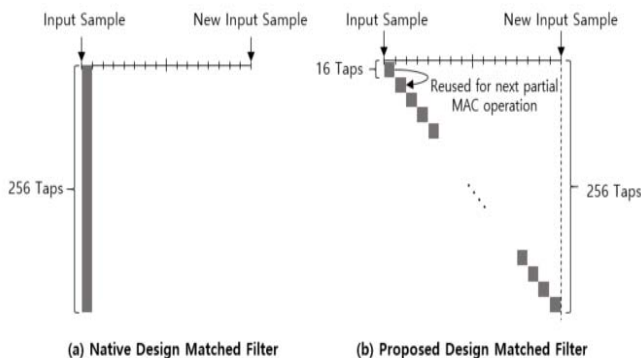 Input Sample
New Input Sample
256 Taps
(a) Native Design Matched Filter
Input Sample
New Input Sample
16 Taps
Reused for next partial
MAC operation
256 Taps
(b) Proposed Design Matched Filter